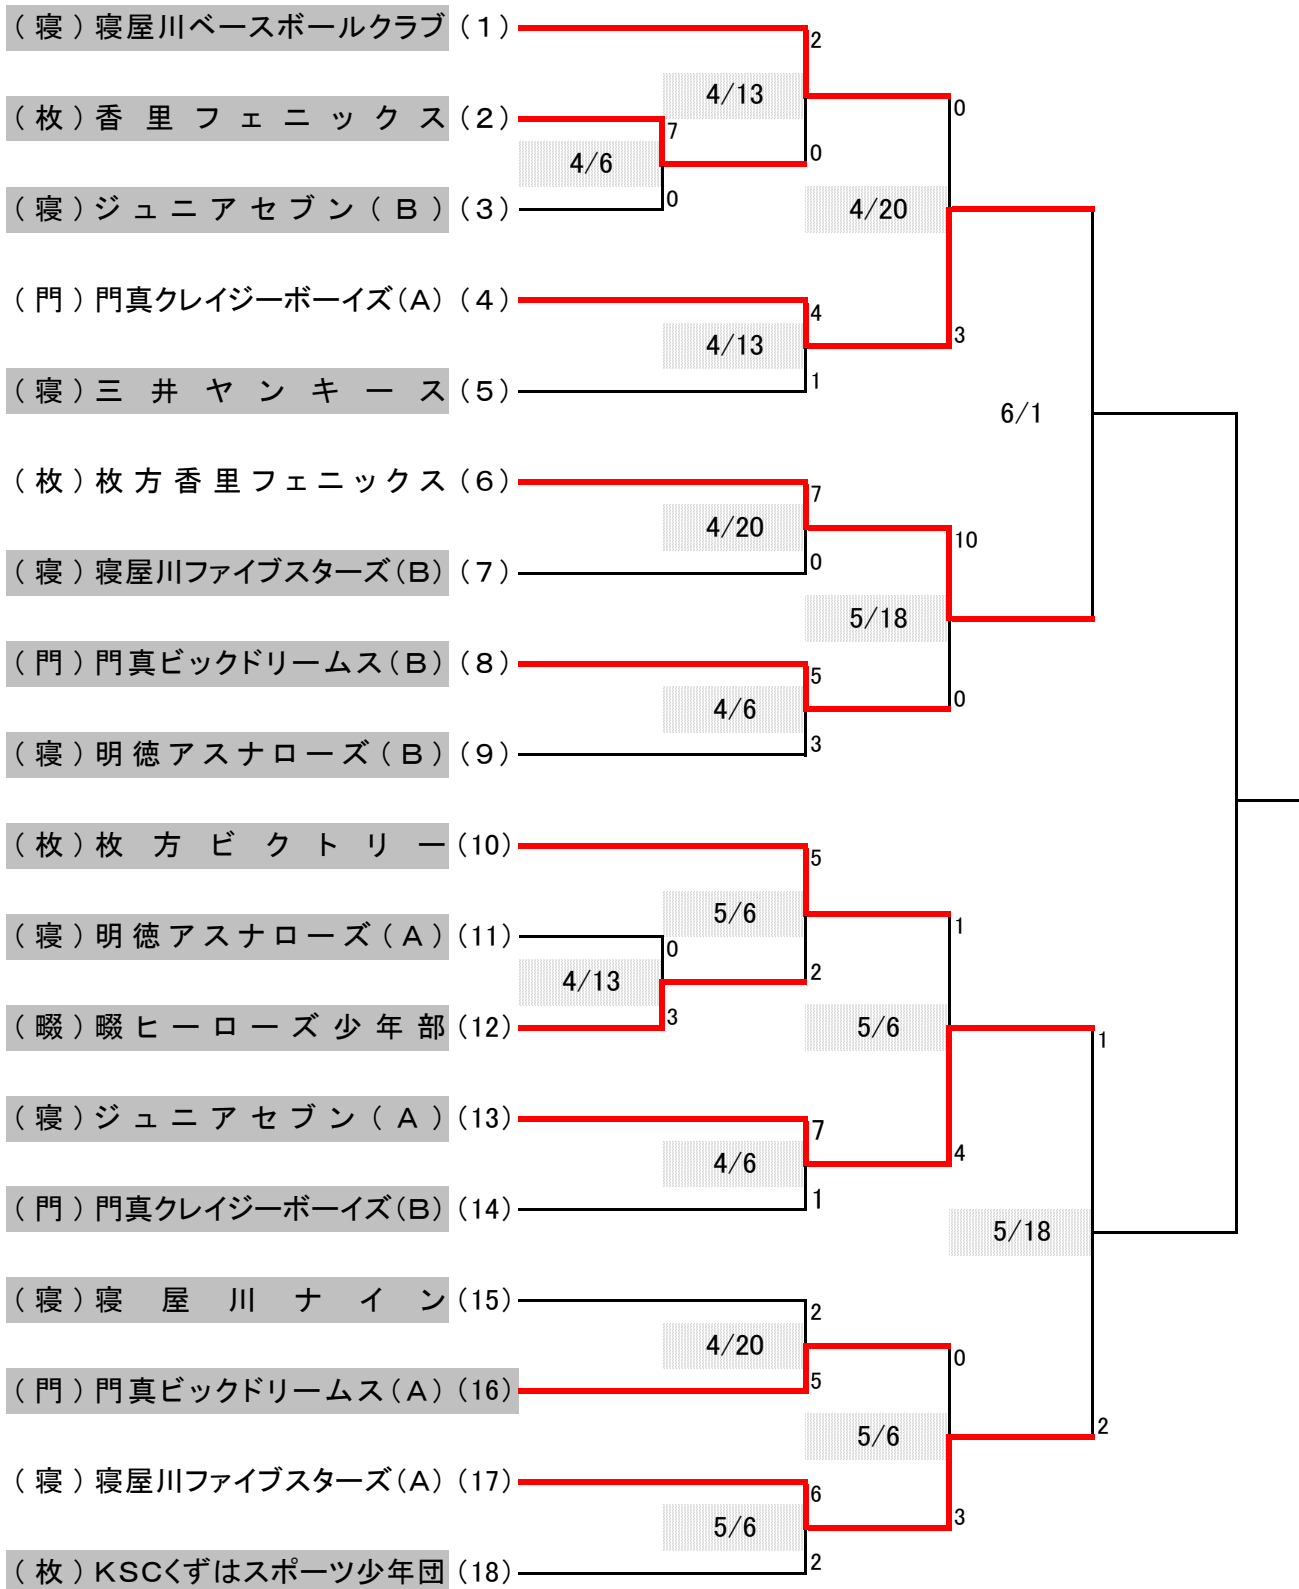 (寝)寝屋川ベースボールクラブ(1)
2
4/13
0
(枚)香里フェニックス(2)
7
4/6
0
(寝)ジュニアセブン(B)(3)
0
4/20
(門)門真クレイジーボーイズ(A)(4)
4
4/13
3
(寝)三井ヤンキース(5)
1
6/1
(枚)枚方香里フェニックス(6)
7
4/20
10
(寝)寝屋川ファイブスターズ(B)(7)
0
5/18
(門)門真ビックドリームス(B)(8)
5
4/6
0
(寝)明徳アスナローズ(B)(9)
3
(枚)枚方ビクトリー(10)
5
5/6
1
(寝)明徳アスナローズ(A)(11)
0
4/13
2
(畷)畷ヒーローズ少年部(12)
3
5/6
1
(寝)ジュニアセブン(A)(13)
7
4/6
4
(門)門真クレイジーボーイズ(B)(14)
1
5/18
(寝)寝屋川ナイン(15)
2
4/20
0
(門)門真ビックドリームス(A)(16)
5
5/6
2
(寝)寝屋川ファイブスターズ(A)(17)
6
5/6
3
(枚)KSCくずはスポーツ少年団(18)
2